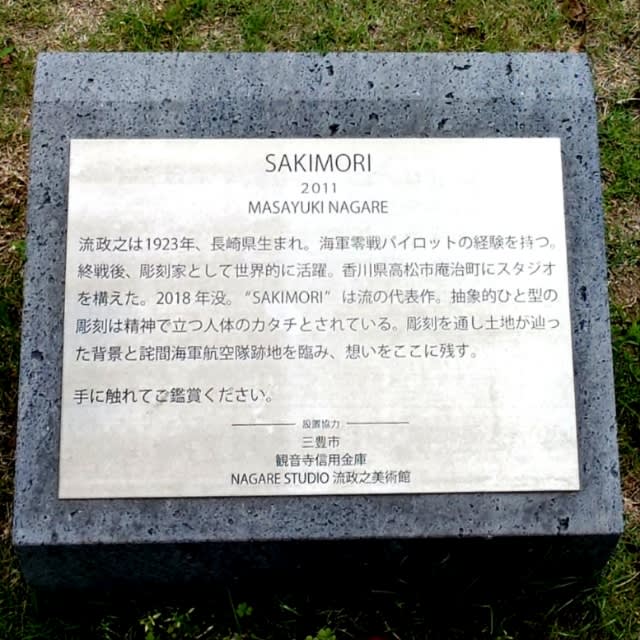 SAKIMORI
2011
MASAYUKI NAGARE
流政之は1923年、長崎県生まれ。海軍零戦パイロットの経験を持つ。
終戦後、彫刻家として世界的に活躍。香川県高松市庵治町にスタジオ
を構えた。2018年没。“SAKIMORI” は流の代表作。抽象的ひと型の
彫刻は精神で立つ人体のカタチとされている。彫刻を通し土地が辿っ
た背景と詫間海軍航空隊跡地を臨み、想いをここに残す。
手に触れてご鑑賞ください。
設置協力
三豊市
観音寺信用金庫
NAGARE STUDIO 流政之美術館